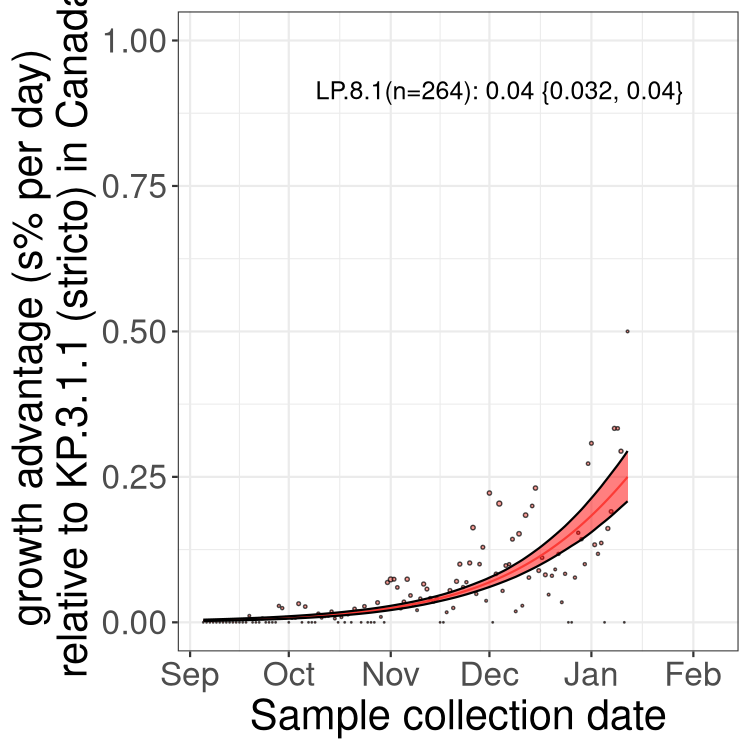 growth advantage (s% per day)
relative to KP.3.1.1 (stricto) in Canada
1.00
0.75
0.50
0.25
0.00
LP.8.1(n=264): 0.04 {0.032, 0.04}
Sep Oct Nov Dec Jan Feb
Sample collection date